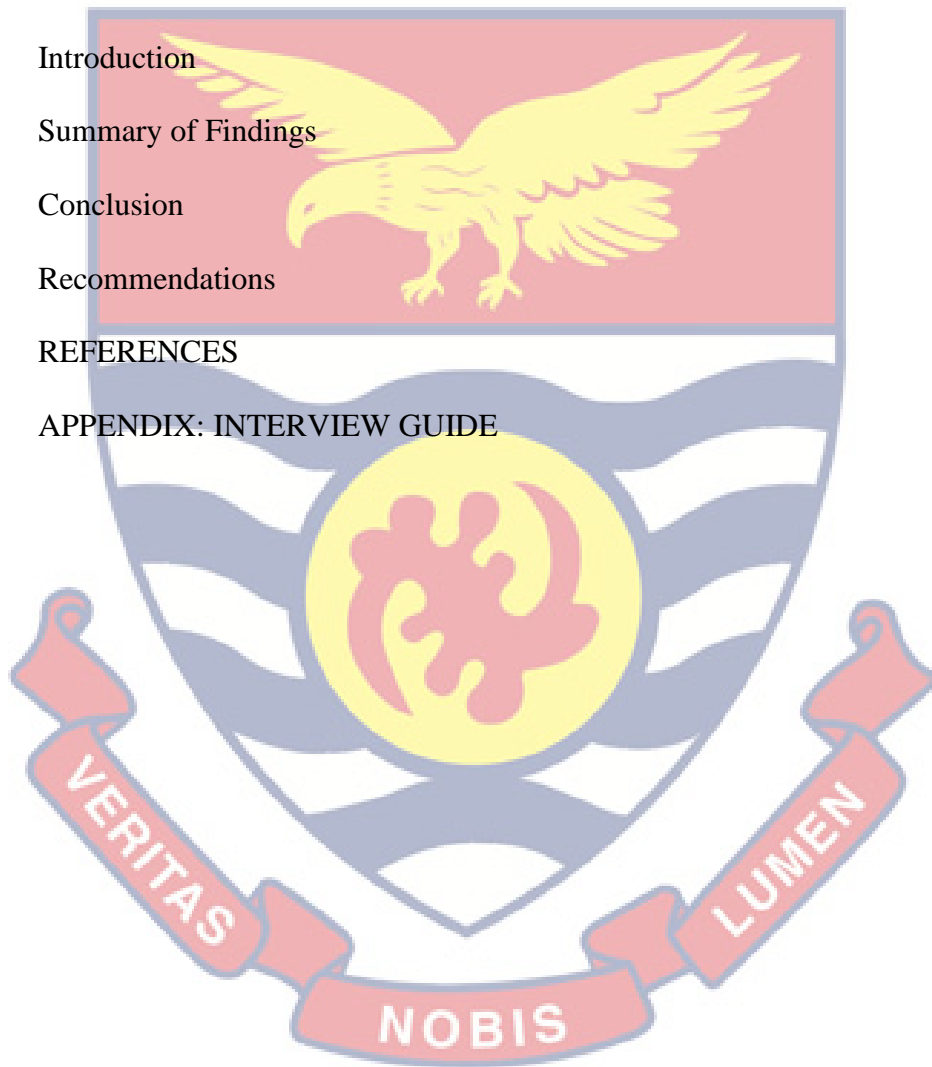 Introduction
Summary of Findings
Conclusion
Recommendations
REFERENCES
APPENDIX: INTERVIEW GUIDE
VERITAS
NOBIS
LUMEN